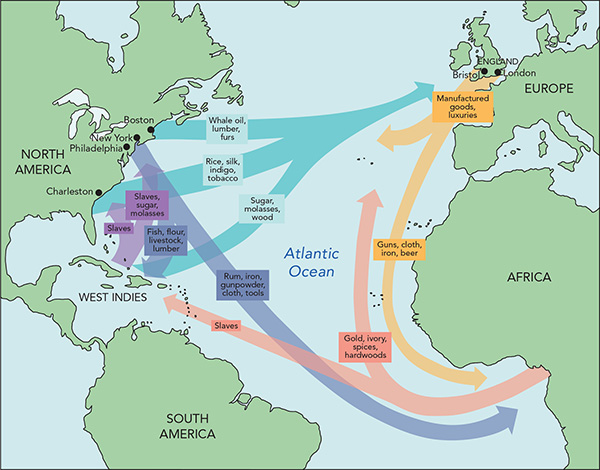 ENGLAND
Bristol
London
EUROPE
Manufactured
goods,
luxuries
Boston
New York
Philadelphia
Whale oil,
lumber,
furs
NORTH
AMERICA
Rice, silk,
indigo,
tobacco
Charleston
Slaves,
sugar,
molasses
Sugar,
molasses,
wood
Slaves
Fish, flour,
livestock,
lumber
Atlantic
Ocean
Guns, cloth,
iron, beer
AFRICA
Rum, iron,
gunpowder,
cloth, tools
WEST INDIES
Slaves
Gold, ivory,
spices,
hardwoods
SOUTH
AMERICA